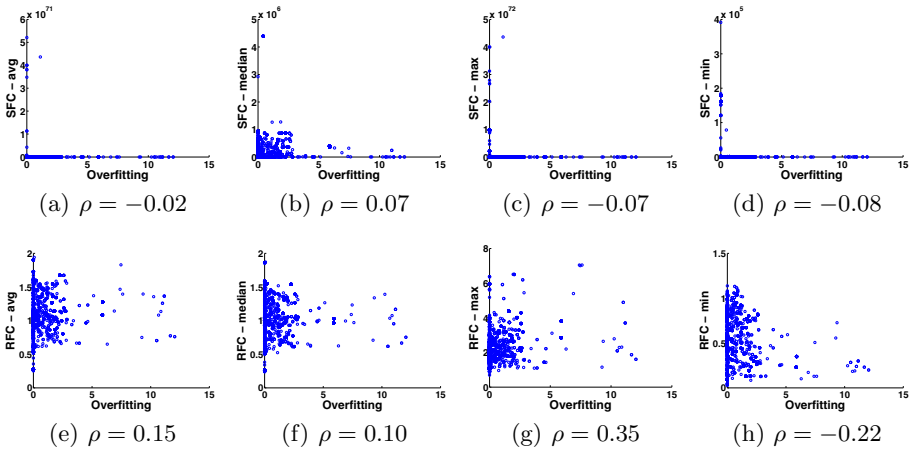 x 10^71
6
5
4
3
2
1
0
SFC − avg
0 5 10 15
Overfitting
(a) ρ = −0.02
x 10^6
5
4
3
2
1
0
SFC − median
0 5 10 15
Overfitting
(b) ρ = 0.07
x 10^72
5
4
3
2
1
0
SFC − max
0 5 10 15
Overfitting
(c) ρ = −0.07
x 10^5
4
3
2
1
0
SFC − min
0 5 10 15
Overfitting
(d) ρ = −0.08
2
1.5
1
0.5
0
RFC − avg
0 5 10 15
Overfitting
(e) ρ = 0.15
2
1.5
1
0.5
0
RFC − median
0 5 10 15
Overfitting
(f) ρ = 0.10
8
6
4
2
0
RFC − max
0 5 10 15
Overfitting
(g) ρ = 0.35
1.5
1
0.5
0
RFC − min
0 5 10 15
Overfitting
(h) ρ = −0.22